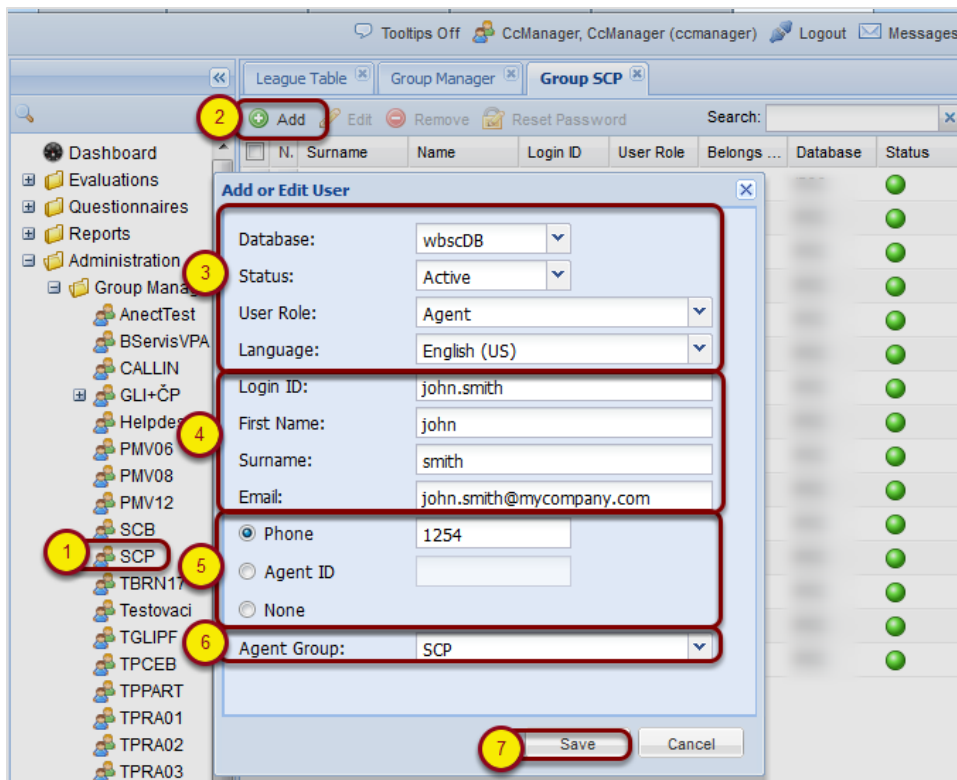 Tooltips Off CcManager, CcManager (ccmanager) Logout Messages
League Table Group Manager Group SCP
2 Add Edit Remove Reset Password Search:
Dashboard
Evaluations
Questionnaires
Reports
Administration
Group Mana
AnectTest
BServisVPA
CALLIN
GLI+ČP
Helpdes
PMV06
PMV08
PMV12
SCB
1 SCP
TBRN17
Testovaci
TGLIPF
TPCEB
TPPART
TPRA01
TPRA02
TPRA03
N. Surname Name Login ID User Role Belongs ... Database Status
Add or Edit User
3
Database: wbscDB
Status: Active
User Role: Agent
Language: English (US)
4
Login ID: john.smith
First Name: john
Surname: smith
Email: john.smith@mycompany.com
5
Phone 1254
Agent ID
None
6 Agent Group: SCP
7 Save Cancel